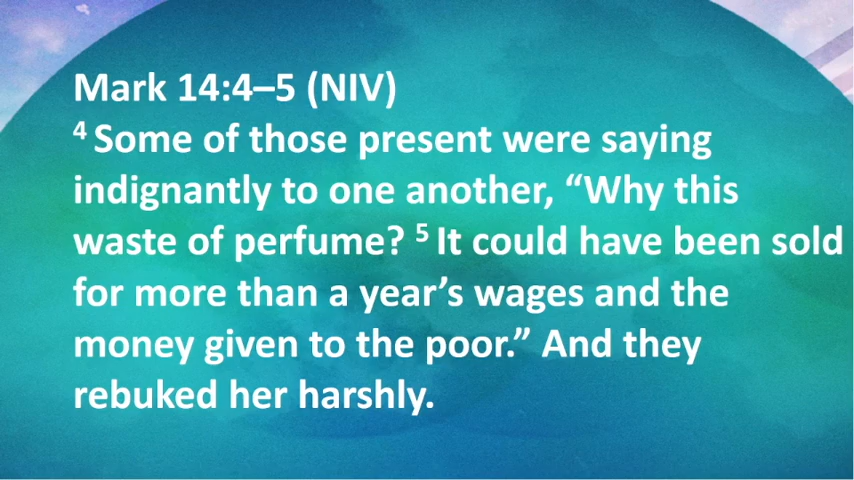 Mark 14:4–5 (NIV)
4 Some of those present were saying
indignantly to one another, “Why this
waste of perfume? 5 It could have been sold
for more than a year’s wages and the
money given to the poor.” And they
rebuked her harshly.